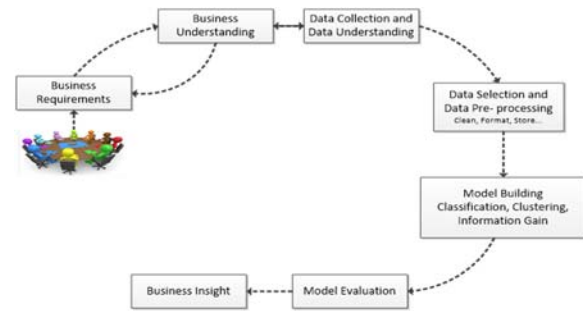 Business
Understanding
Data Collection and
Data Understanding
Business
Requirements
Data Selection and
Data Pre- processing
Clean, Format, Store...
Model Building
Classification, Clustering,
Information Gain
Model Evaluation
Business Insight